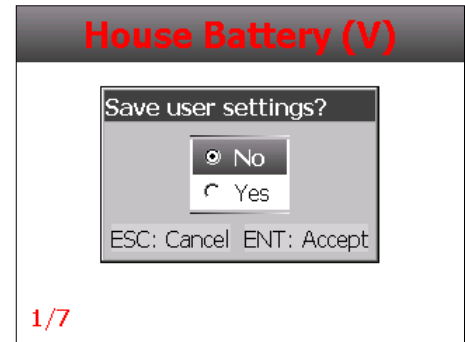 House Battery (V)
Save user settings?
No
Yes
ESC: Cancel ENT: Accept
1/7